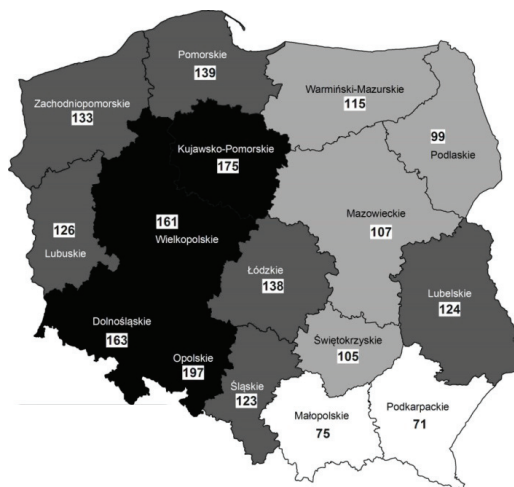 Pomorskie
139
Warmiński-Mazurskie
115
Zachodniopomorskie
133
99
Podlaskie
Kujawsko-Pomorskie
175
161
Wielkopolskie
126
Lubuskie
Mazowieckie
107
Łódzkie
138
Lubelskie
124
Dolnośląskie
163
Opolskie
197
Świętokrzyskie
105
Śląskie
123
Małopolskie
75
Podkarpackie
71